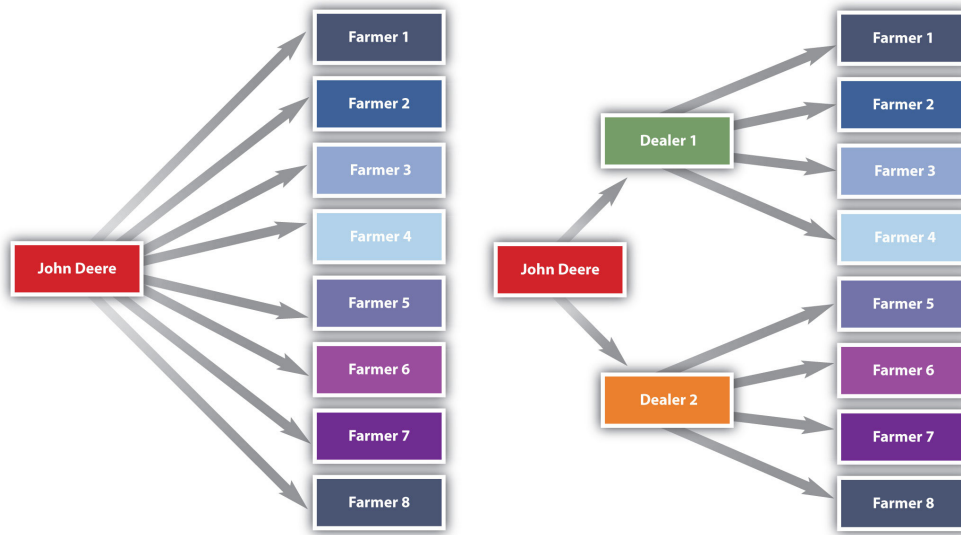 Farmer 1
Farmer 2
Farmer 3
Farmer 4
John Deere
Farmer 5
Farmer 6
Farmer 7
Farmer 8
Farmer 1
Farmer 2
Dealer 1
Farmer 3
Farmer 4
John Deere
Farmer 5
Farmer 6
Dealer 2
Farmer 7
Farmer 8